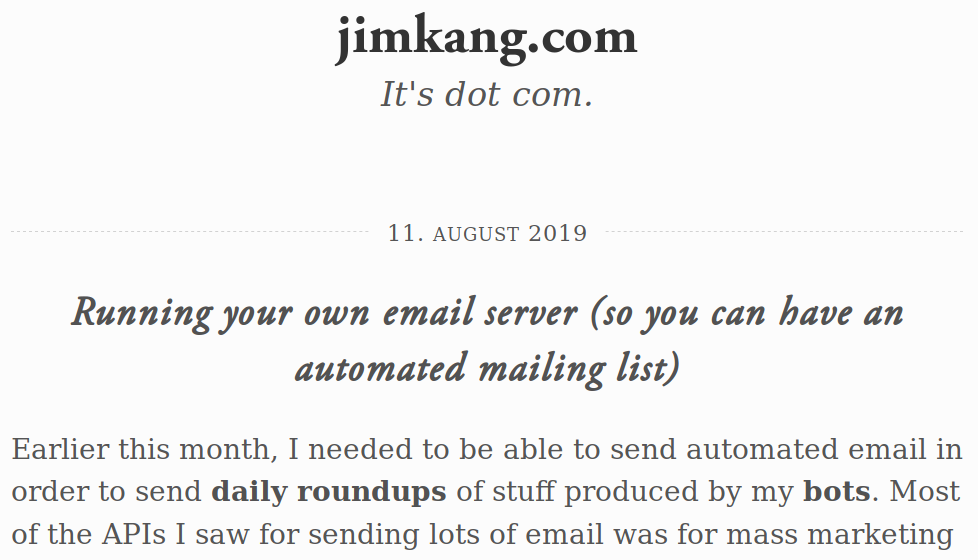 jimkang.com
It's dot com.
11. AUGUST 2019
Running your own email server (so you can have an
automated mailing list)
Earlier this month, I needed to be able to send automated email in
order to send daily roundups of stuff produced by my bots. Most
of the APIs I saw for sending lots of email was for mass marketing